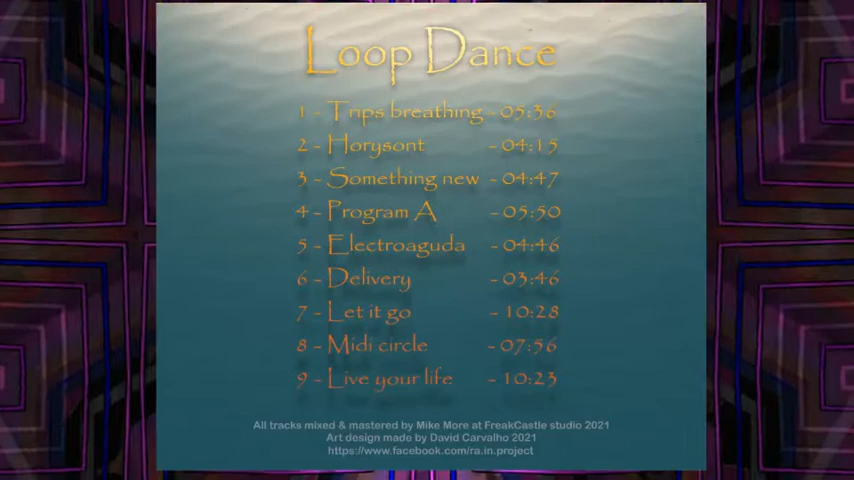 Loop Dance
1 - Trips breathing - 05:36
2 - Horysont - 04:15
3 - Something new - 04:47
4 - Program A - 05:50
5 - Electroaguda - 04:46
6 - Delivery - 03:46
7 - Let it go - 10:28
8 - Midi circle - 07:56
9 - Live your life - 10:23
All tracks mixed & mastered by Mike More at FreakCastle studio 2021
Art design made by David Carvalho 2021
https://www.facebook.com/ra.in.project